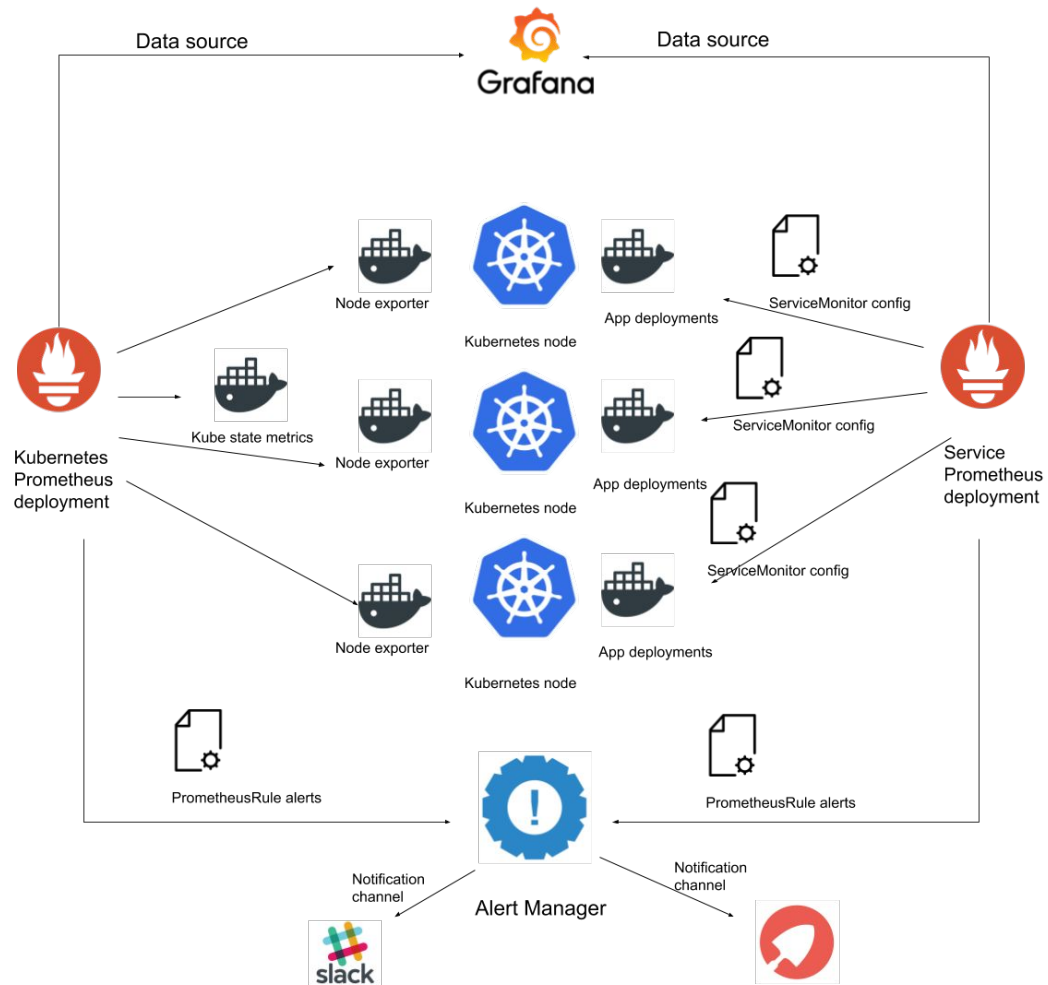 Data source
Data source
Grafana
Node exporter
App deployments
ServiceMonitor config
Kubernetes node
Kube state metrics
Node exporter
App deployments
ServiceMonitor config
Kubernetes node
Kubernetes
Prometheus
deployment
Service
Prometheus
deployment
ServiceMonitor config
Node exporter
App deployments
Kubernetes node
PrometheusRule alerts
PrometheusRule alerts
!
Notification
channel
Notification
channel
Alert Manager
slack